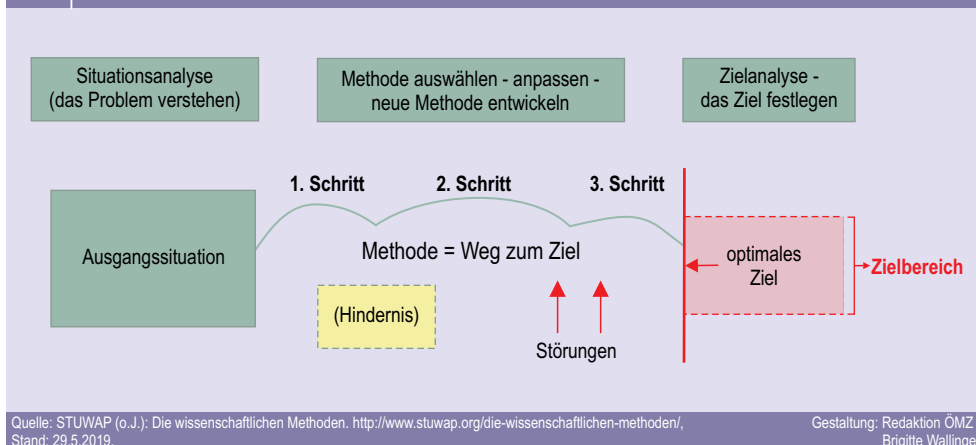 Situationsanalyse
(das Problem verstehen)
Methode auswählen - anpassen -
neue Methode entwickeln
Zielanalyse -
das Ziel festlegen
1. Schritt
2. Schritt
3. Schritt
Ausgangssituation
Methode = Weg zum Ziel
optimales
Ziel
Zielbereich
(Hindernis)
Störungen
Quelle: STUWAP (o.J.): Die wissenschaftlichen Methoden. http://www.stuwap.org/die-wissenschaftlichen-methoden/,
Stand: 29.5.2019.
Gestaltung: Redaktion ÖMZ
Brigitte Wallinge